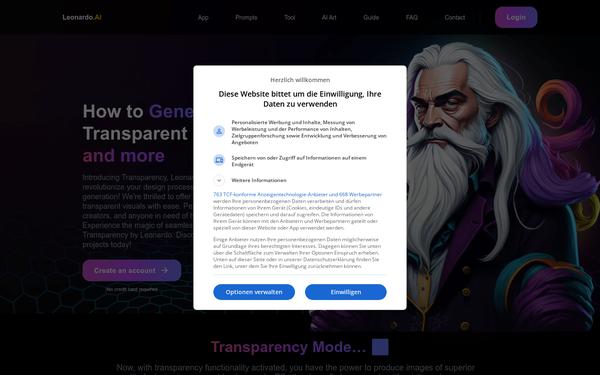 Leonardo.Ai
App
Prompts
Tool
AI Art
Guide
FAQ
Contact
Login
Herzlich willkommen
Diese Website bittet um die Einwilligung, Ihre
Daten zu verwenden
Personalisierte Werbung und Inhalte, Messung von
Werbeleistung und der Performance von Inhalten,
Zielgruppenforschung sowie Entwicklung und Verbesserung von
Angeboten
Speichern von oder Zugriff auf Informationen auf einem
Endgerät
Weitere Informationen
763 TCF-konforme Anzeigentechnologie-Anbieter und 668 Werbepartner
werden Ihre personenbezogenen Daten verarbeiten und dürfen
Informationen von Ihrem Gerät (Cookies, eindeutige IDs und andere
Gerätedaten) speichern und darauf zugreifen. Die Informationen von
Ihrem Gerät können mit den Anbietern und Werbepartnern geteilt oder
speziell von dieser Website oder App verwendet werden.
Einige Anbieter nutzen Ihre personenbezogenen Daten möglicherweise
auf Grundlage ihres berechtigten Interesses. Dagegen können Sie unten
über die Schaltfläche zum Verwalten Ihrer Optionen Einspruch erheben.
Unten auf dieser Seite oder in unserer Datenschutzerklärung finden Sie
den Link, unter dem Sie Ihre Einwilligung zurücknehmen können.
Optionen verwalten
Einwilligen
How to Gene
Transparent
and more
Introducing Transparency, Leona
revolutionize your design process
generation! We're thrilled to offer
transparent visuals with ease. Pe
creators, and anyone in need of h
Experience the magic of seamles
Transparency by Leonardo. Disco
projects today!
Create an account
No credit card required
Transparency Mode...
Now, with transparency functionality activated, you have the power to produce images of superior